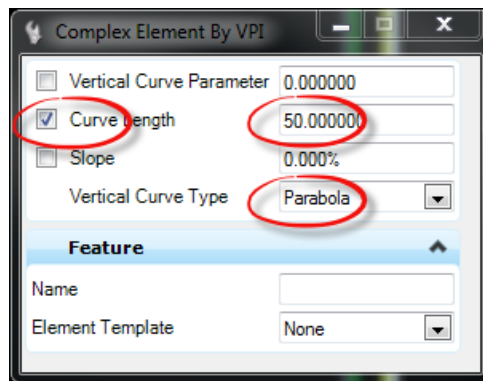 Complex Element By VPI
Vertical Curve Parameter 0.000000
Curve Length 50.000000
Slope 0.000%
Vertical Curve Type Parabola
Feature
Name
Element Template None